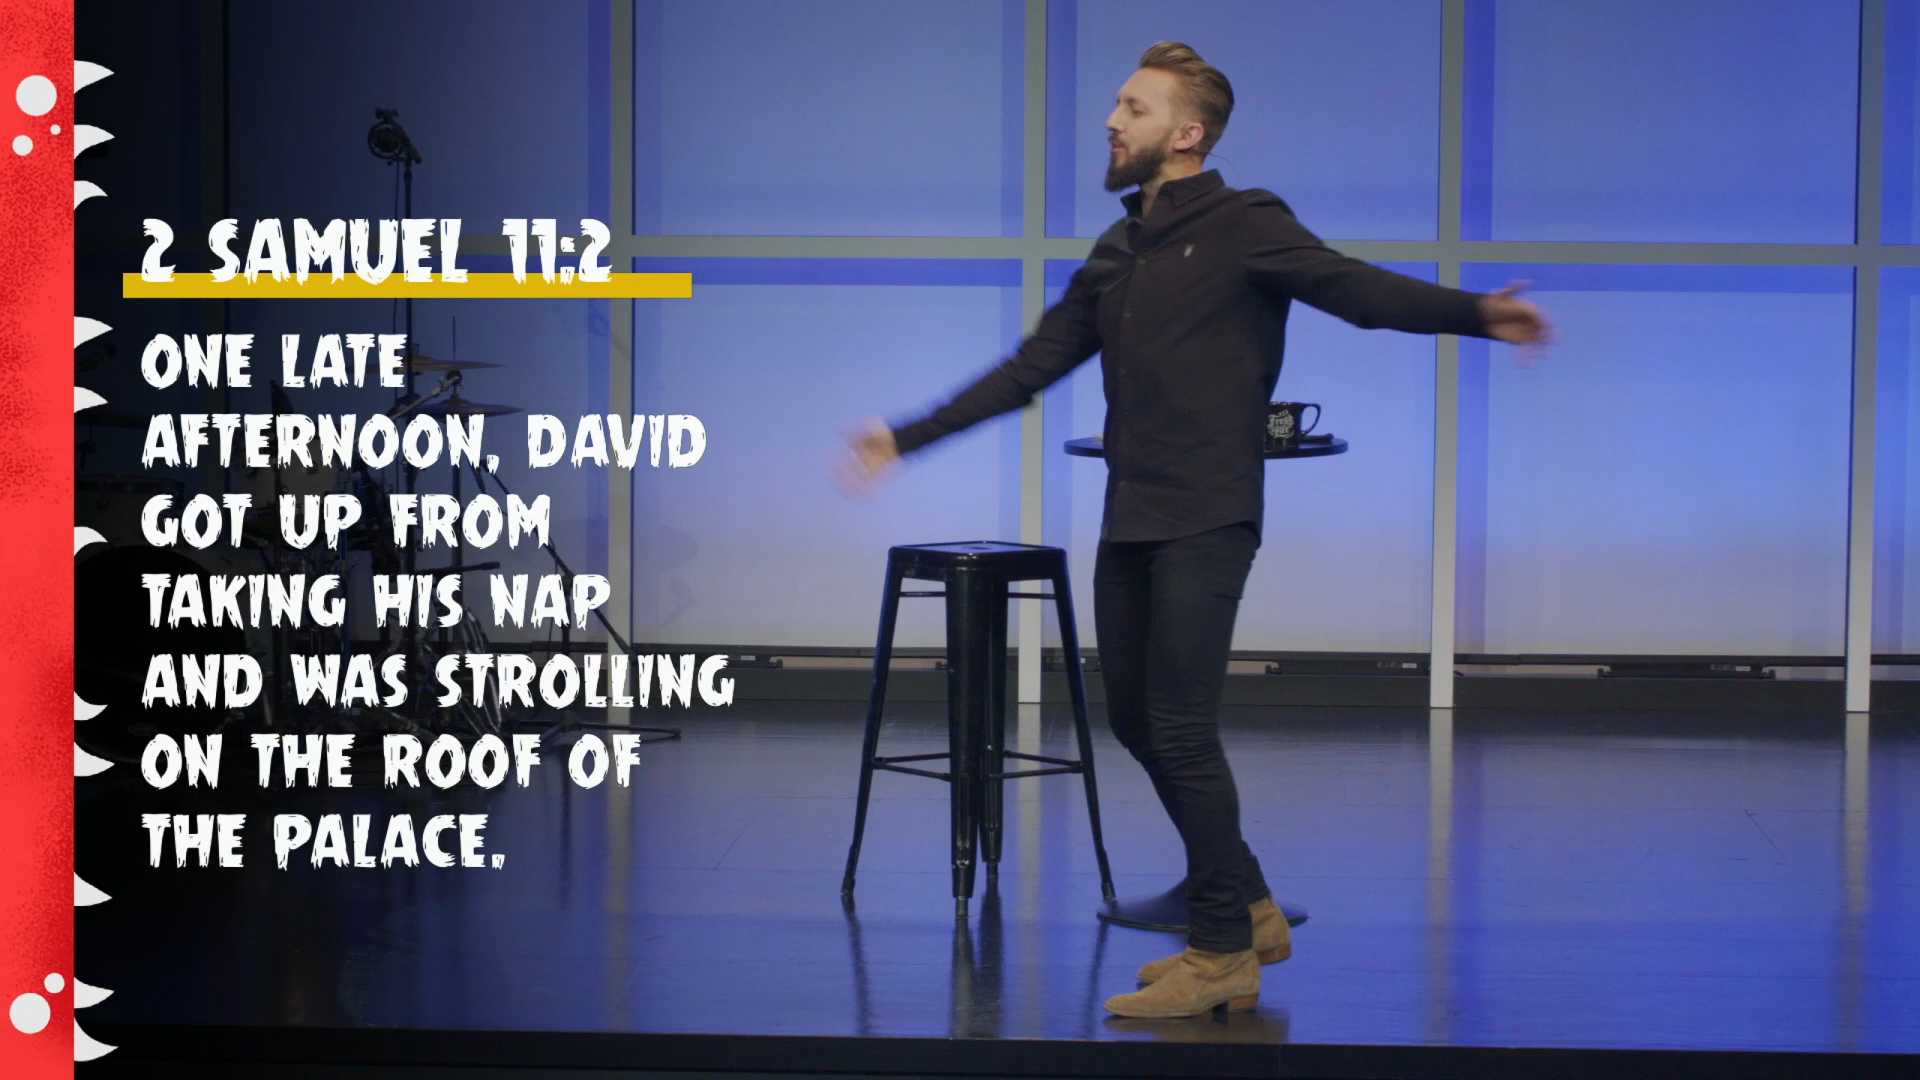 2 SAMUEL 11:2
ONE LATE
AFTERNOON, DAVID
GOT UP FROM
TAKING HIS NAP
AND WAS STROLLING
ON THE ROOF OF
THE PALACE.